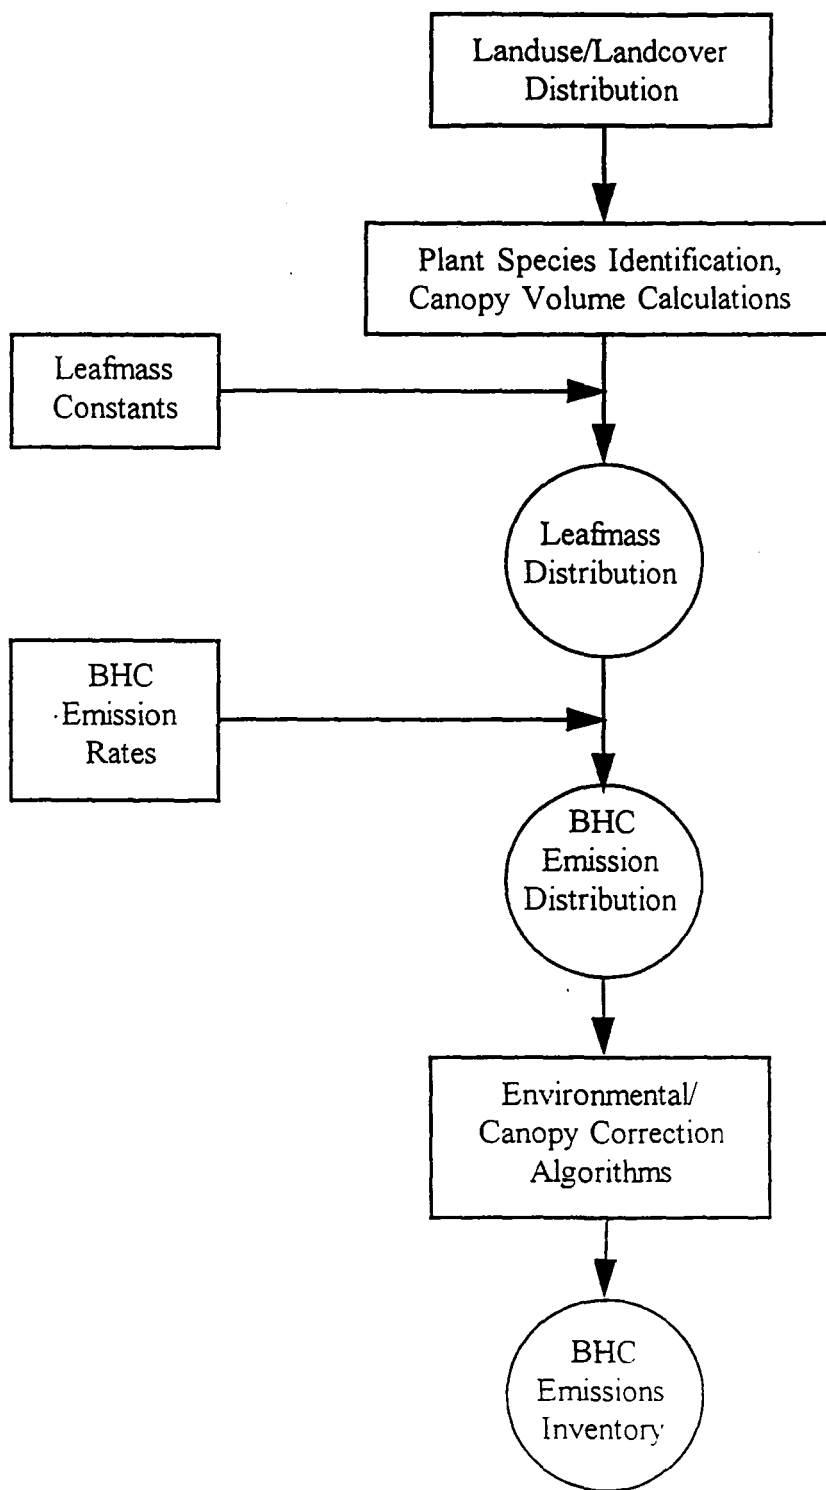 Landuse/Landcover
Distribution
Plant Species Identification,
Canopy Volume Calculations
Leafmass
Constants
Leafmass
Distribution
BHC
Emission
Rates
BHC
Emission
Distribution
Environmental/
Canopy Correction
Algorithms
BHC
Emissions
Inventory